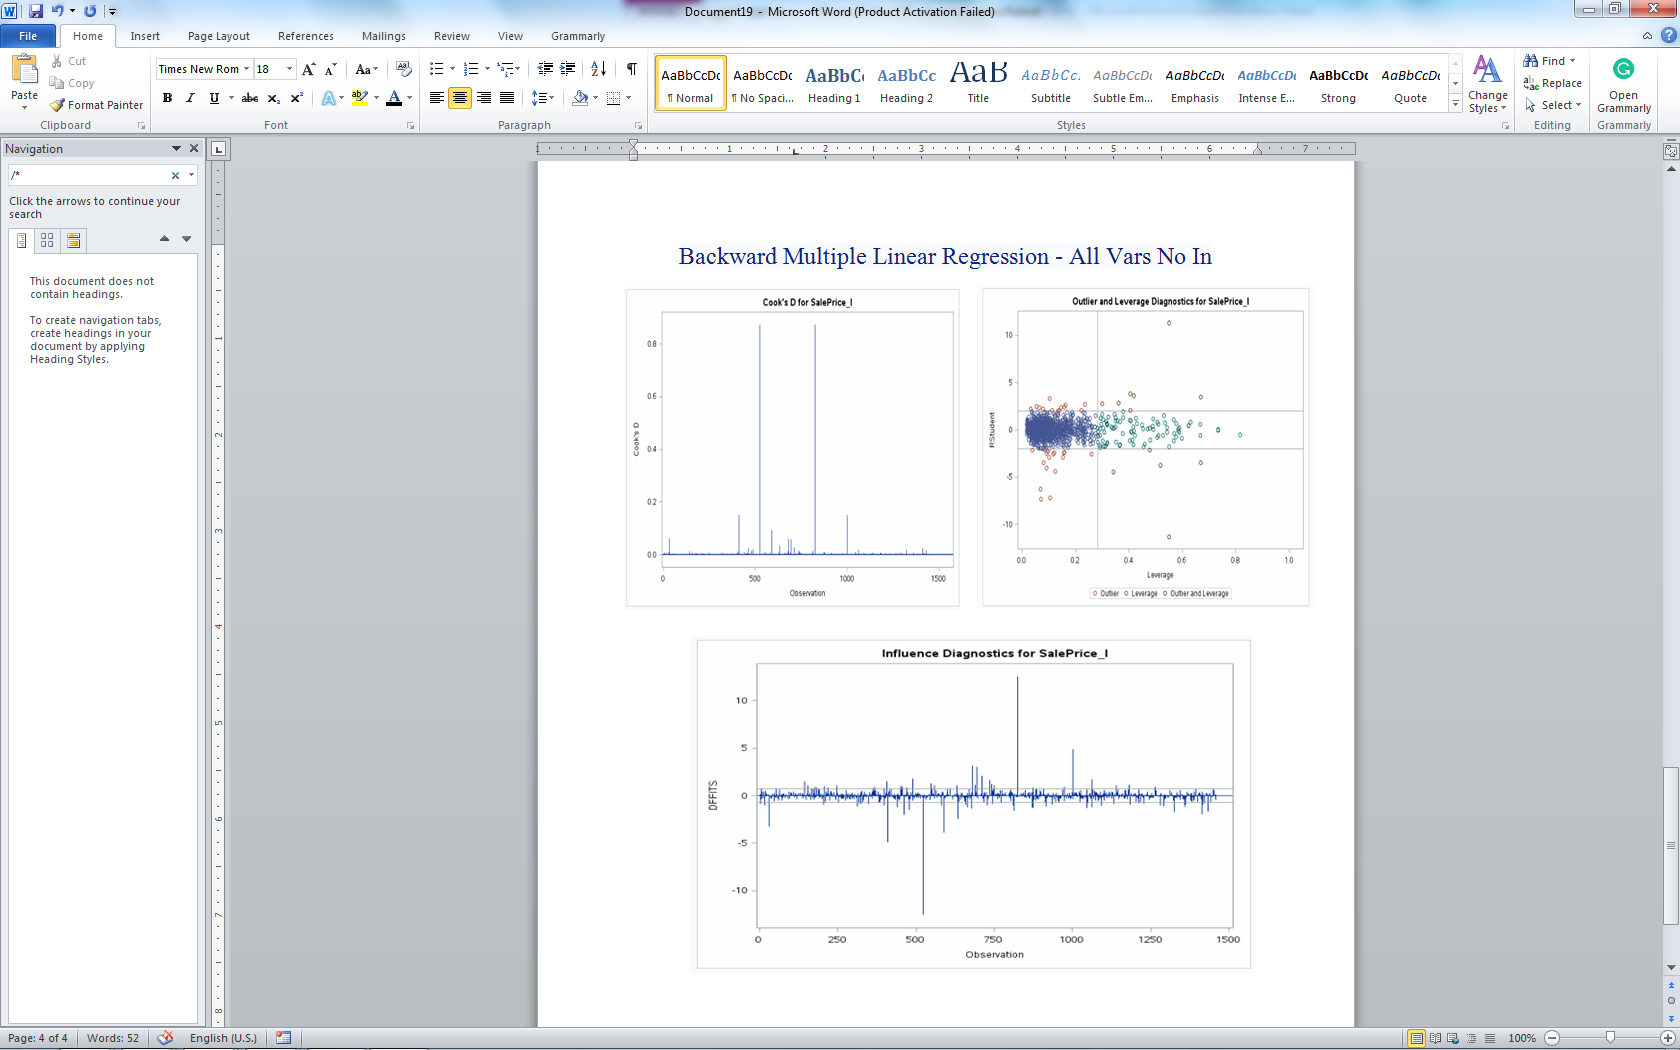 Document19 - Microsoft Word (Product Activation Failed)
File Home Insert Page Layout References Mailings Review View Grammarly
Paste
Cut
Copy
Format Painter
Clipboard
Times New Rom 18
Font
Paragraph
AaBbCcDc AaBbCcDc AaBbCc AaBbCc AaB AaBbCc. AaBbCcDc AaBbCcDc AaBbCcDc AaBbCcDc AaBbCcDc
¶ Normal ¶ No Spaci... Heading 1 Heading 2 Title Subtitle Subtle Em... Emphasis Intense E... Strong Quote
Styles
Change Styles
Find
Replace
Select
Editing
Open Grammarly
Grammarly
Navigation
/*
Click the arrows to continue your
search
This document does not
contain headings.
To create navigation tabs,
create headings in your
document by applying
Heading Styles.
Backward Multiple Linear Regression - All Vars No In
Cook's D for SalePrice_I
Cook's D
0.8
0.6
0.4
0.2
0.0
0 500 1000 1500
Observation
Outlier and Leverage Diagnostics for SalePrice_I
RStudent
10
5
0
-5
-10
0.0 0.2 0.4 0.6 0.8 1.0
Leverage
Outlier Leverage Outlier and Leverage
Influence Diagnostics for SalePrice_I
DFFITS
10
5
0
-5
-10
0 250 500 750 1000 1250 1500
Observation
Page: 4 of 4 Words: 52 English (U.S.) 100%